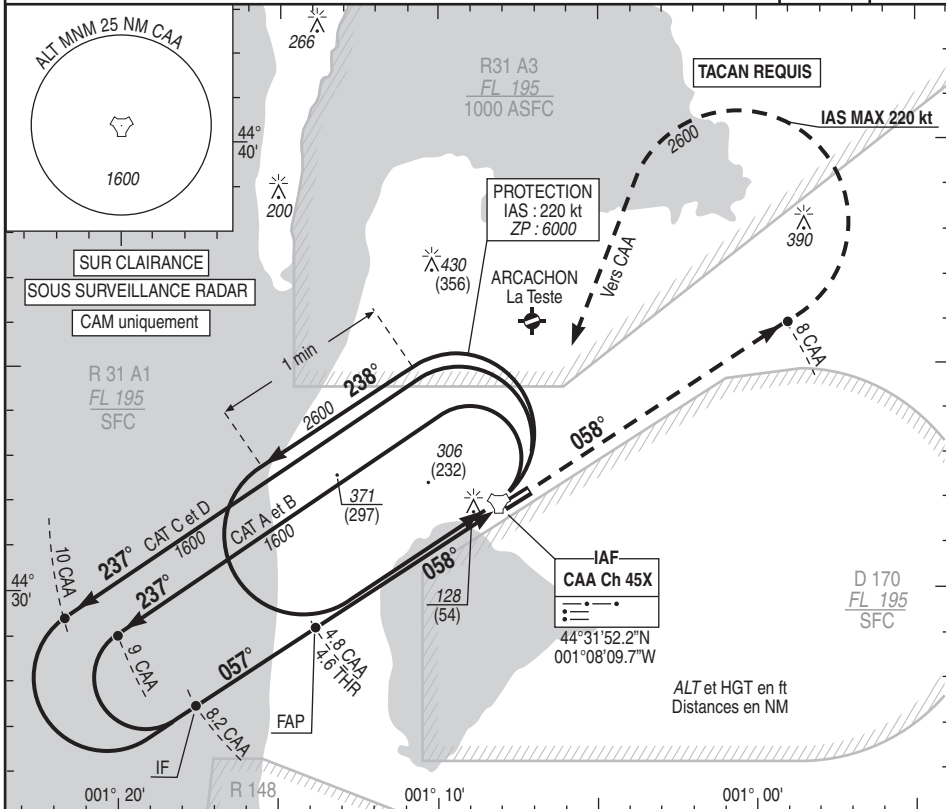 ALT MNM 25 NM CAA
1600
266
44°
40'
200
R31 A3
FL 195
1000 ASFC
TACAN REQUIS
IAS MAX 220 kt
2600
390
PROTECTION
IAS : 220 kt
ZP : 6000
SUR CLAIRANCE
SOUS SURVEILLANCE RADAR
CAM uniquement
430
(356)
ARCACHON
La Teste
Vers CAA
8 CAA
R 31 A1
FL 195
SFC
1 min
238°
2600
058°
306
(232)
371
(297)
CAT C et D
1600
CAT A et B
1600
237°
237°
10 CAA
9 CAA
44°
30'
058°
128
(54)
IAF
CAA Ch 45X
44°31'52.2"N
001°08'09.7"W
D 170
FL 195
SFC
057°
4.8 CAA
4.6 THR
8.2 CAA
FAP
IF
ALT et HGT en ft
Distances en NM
R 148
001° 20'
001° 10'
001° 00'